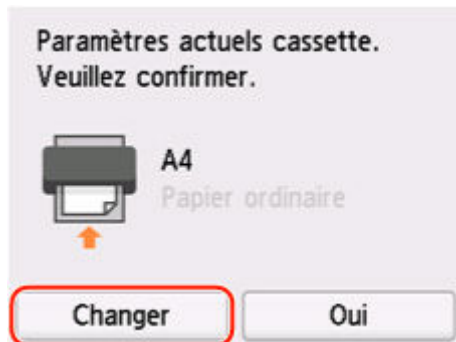 Paramètres actuels cassette.
Veuillez confirmer.
A4
Papier ordinaire
Changer
Oui